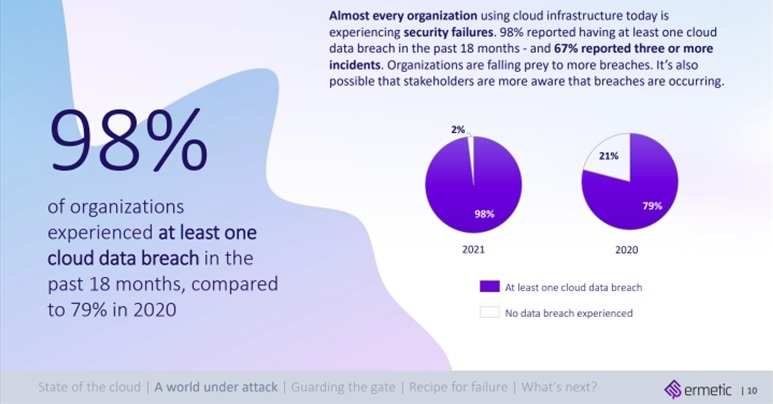 Almost every organization using cloud infrastructure today is
experiencing security failures. 98% reported having at least one cloud
data breach in the past 18 months - and 67% reported three or more
incidents. Organizations are falling prey to more breaches. It’s also
possible that stakeholders are more aware that breaches are occurring.
98%
of organizations
experienced at least one
cloud data breach in the
past 18 months, compared
to 79% in 2020
2%
98%
2021
21%
79%
2020
At least one cloud data breach
No data breach experienced
State of the cloud | A world under attack | Guarding the gate | Recipe for failure | What's next?
ermetic | 10